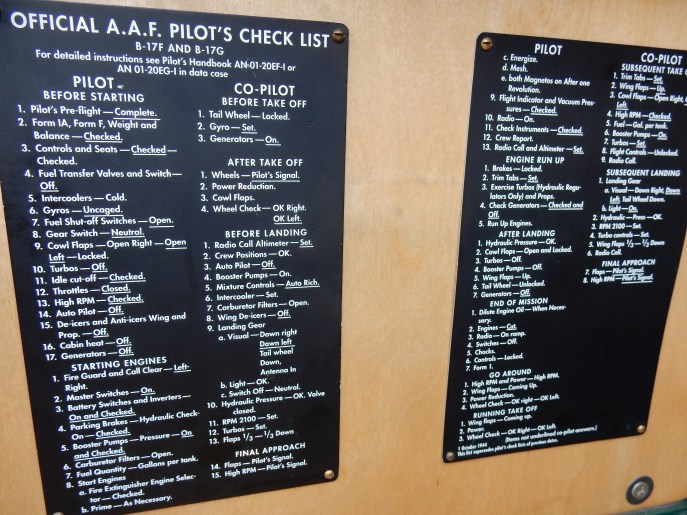 OFFICIAL A.A.F. PILOT'S CHECK LIST
B-17F AND B-17G
For detailed instructions see Pilot's Handbook AN-01-20EF-I or
AN 01-20EG-I in data case
PILOT
BEFORE STARTING
1. Pilot's Pre-flight — Complete.
2. Form IA, Form F, Weight and
Balance — Checked.
3. Controls and Seats — Checked —
Checked.
4. Fuel Transfer Valves and Switch —
Off.
5. Intercoolers — Cold.
6. Gyros — Uncaged.
7. Fuel Shut-off Switches — Open.
8. Gear Switch — Neutral.
9. Cowl Flaps — Open Right — Open
Left — Locked.
10. Turbos — Off.
11. Idle cut-off — Checked.
12. Throttles — Closed.
13. High RPM — Checked.
14. Auto Pilot — Off.
15. De-icers and Anti-icers Wing and
Prop. — Off.
16. Cabin heat — Off.
17. Generators — Off.
STARTING ENGINES
1. Fire Guard and Call Clear — Left-
Right.
2. Master Switches — On.
3. Battery Switches and Inverters —
On and Checked.
4. Parking Brakes — Hydraulic Check-
On — Checked.
5. Booster Pumps — Pressure — On
and Checked.
6. Carburetor Filters — Open.
7. Fuel Quantity — Gallons per tank.
8. Start Engines
a. Fire Extinguisher Engine Selec-
tor — Checked.
b. Prime — As Necessary.
CO-PILOT
BEFORE TAKE OFF
1. Tail Wheel — Locked.
2. Gyro — Set.
3. Generators — On.
AFTER TAKE OFF
1. Wheels — Pilot's Signal.
2. Power Reduction.
3. Cowl Flaps.
4. Wheel Check — OK Right.
OK Left.
BEFORE LANDING
1. Radio Call Altimeter — Set.
2. Crew Positions — OK.
3. Auto Pilot — Off.
4. Booster Pumps — On.
5. Mixture Controls — Auto Rich.
6. Intercooler — Set.
7. Carburetor Filters — Open.
8. Wing De-icers — Off.
9. Landing Gear
a. Visual — Down right
Down left
Tail wheel
Down,
Antenna In
b. Light — OK.
c. Switch Off — Neutral.
10. Hydraulic Pressure — OK. Valve
closed.
11. RPM 2100 — Set.
12. Turbos — Set.
13. Flaps ⅓ — ⅓ Down
FINAL APPROACH
14. Flaps — Pilot's Signal.
15. High RPM — Pilot's Signal.
PILOT
c. Energize.
d. Mesh.
e. both Magnetos on After one
Revolution.
9. Flight Indicator and Vacuum Pres-
sures — Checked.
10. Radio — On.
11. Check Instruments — Checked.
12. Crew Report.
13. Radio Call and Altimeter — Set.
ENGINE RUN UP
1. Brakes — Locked.
2. Trim Tabs — Set.
3. Exercise Turbos (Hydraulic Regu-
lators Only) and Props.
4. Check Generators — Checked and
Off.
5. Run Up Engines.
AFTER LANDING
1. Hydraulic Pressure — OK.
2. Cowl Flaps — Open and Locked.
3. Turbos — Off.
4. Booster Pumps — Off.
5. Wing Flaps — Up.
6. Tail Wheel — Unlocked.
7. Generators — Off.
END OF MISSION
1. Dilute Engine Oil — When Neces-
sary.
2. Engines — Cut.
3. Radio — On ramp.
4. Switches — Off.
5. Chocks.
6. Controls — Locked.
7. Form 1.
GO AROUND
1. High RPM and Power — High RPM.
2. Wing Flaps — Coming Up.
3. Power Reduction.
4. Wheel Check — OK right — OK Left.
RUNNING TAKE OFF
1. Wing flaps — Coming up.
2. Power.
3. Wheel Check — OK Right — OK Left.
(Items not underlined co-pilot answers.)
1 October 1944
This list supersedes pilot's check lists of previous dates.
CO-PILOT
SUBSEQUENT TAKE O
1. Trim Tabs — Set.
2. Wing Flaps — Up.
3. Cowl Flaps — Open Right,
Left.
4. High RPM — Checked.
5. Fuel — Gal. per tank.
6. Booster Pumps — On.
7. Turbos — Set.
8. Flight Controls — Unlocked.
9. Radio Call.
SUBSEQUENT LANDING
1. Landing Gear
a. Visual — Down Right, Down
Left, Tail Wheel Down.
b. Light — On.
2. Hydraulic — Press — OK.
3. RPM 2100 — Set.
4. Turbo controls — Set.
5. Wing Flaps ⅓ — ⅓ Down
6. Radio Call.
FINAL APPROACH
7. Flaps — Pilot's Signal.
8. High RPM — Pilot's Signal.